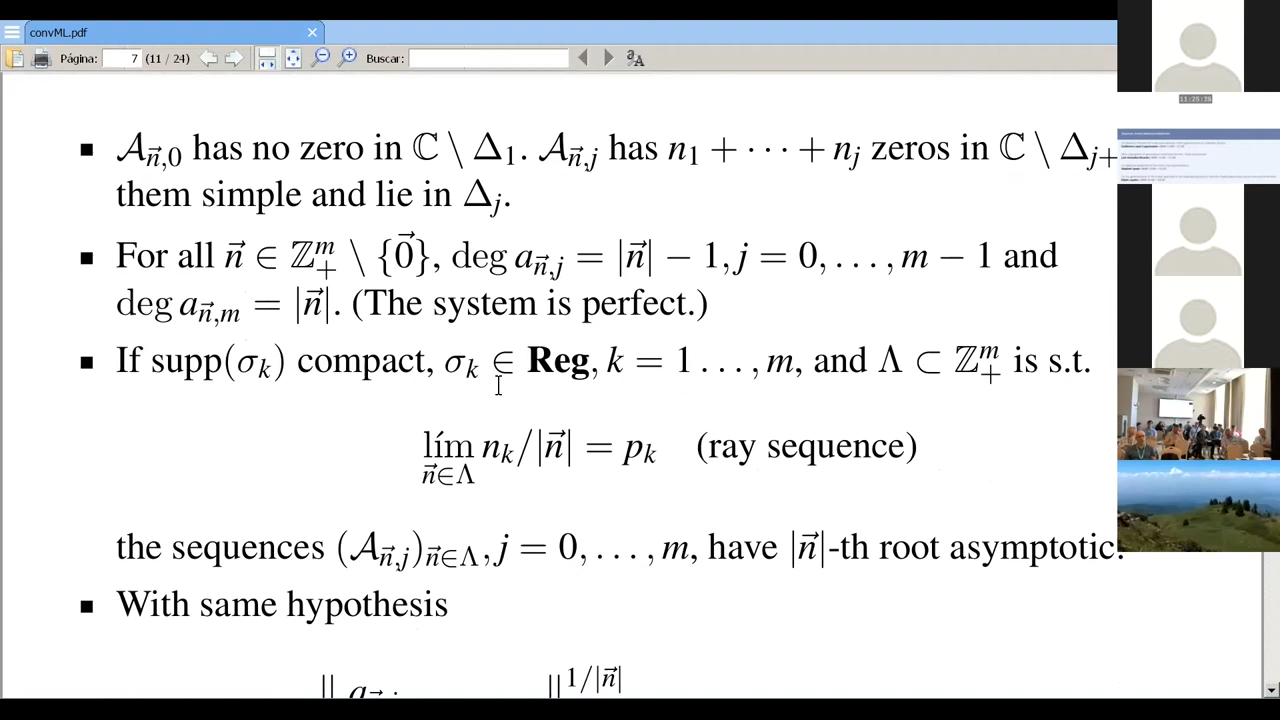 convML.pdf
Página: 7 (11 / 24) Buscar:
▪ 𝒜_{n⃗,0} has no zero in ℂ \ Δ₁. 𝒜_{n⃗,j} has n₁ + ⋯ + n_j zeros in ℂ \ Δ_{j+
them simple and lie in Δ_j.
▪ For all n⃗ ∈ ℤ₊^m \ {0⃗}, deg a_{n⃗,j} = |n⃗| − 1, j = 0, . . . , m − 1 and
deg a_{n⃗,m} = |n⃗|. (The system is perfect.)
▪ If supp(σ_k) compact, σ_k ∈ Reg, k = 1 . . . , m, and Λ ⊂ ℤ₊^m is s.t.
lím_{n⃗∈Λ} n_k/|n⃗| = p_k (ray sequence)
the sequences (𝒜_{n⃗,j})_{n⃗∈Λ}, j = 0, . . . , m, have |n⃗|-th root asymptotic.
▪ With same hypothesis
‖ a_{n⃗,j ‖^{1/|n⃗|}